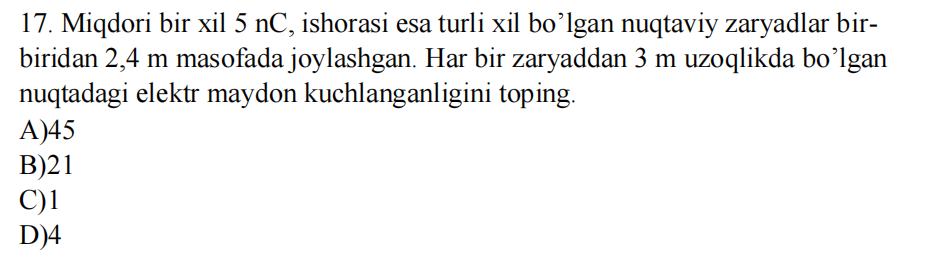 17. Miqdori bir xil 5 nC, ishorasi esa turli xil bo’lgan nuqtaviy zaryadlar bir-
biridan 2,4 m masofada joylashgan. Har bir zaryaddan 3 m uzoqlikda bo’lgan
nuqtadagi elektr maydon kuchlanganligini toping.
A)45
B)21
C)1
D)4